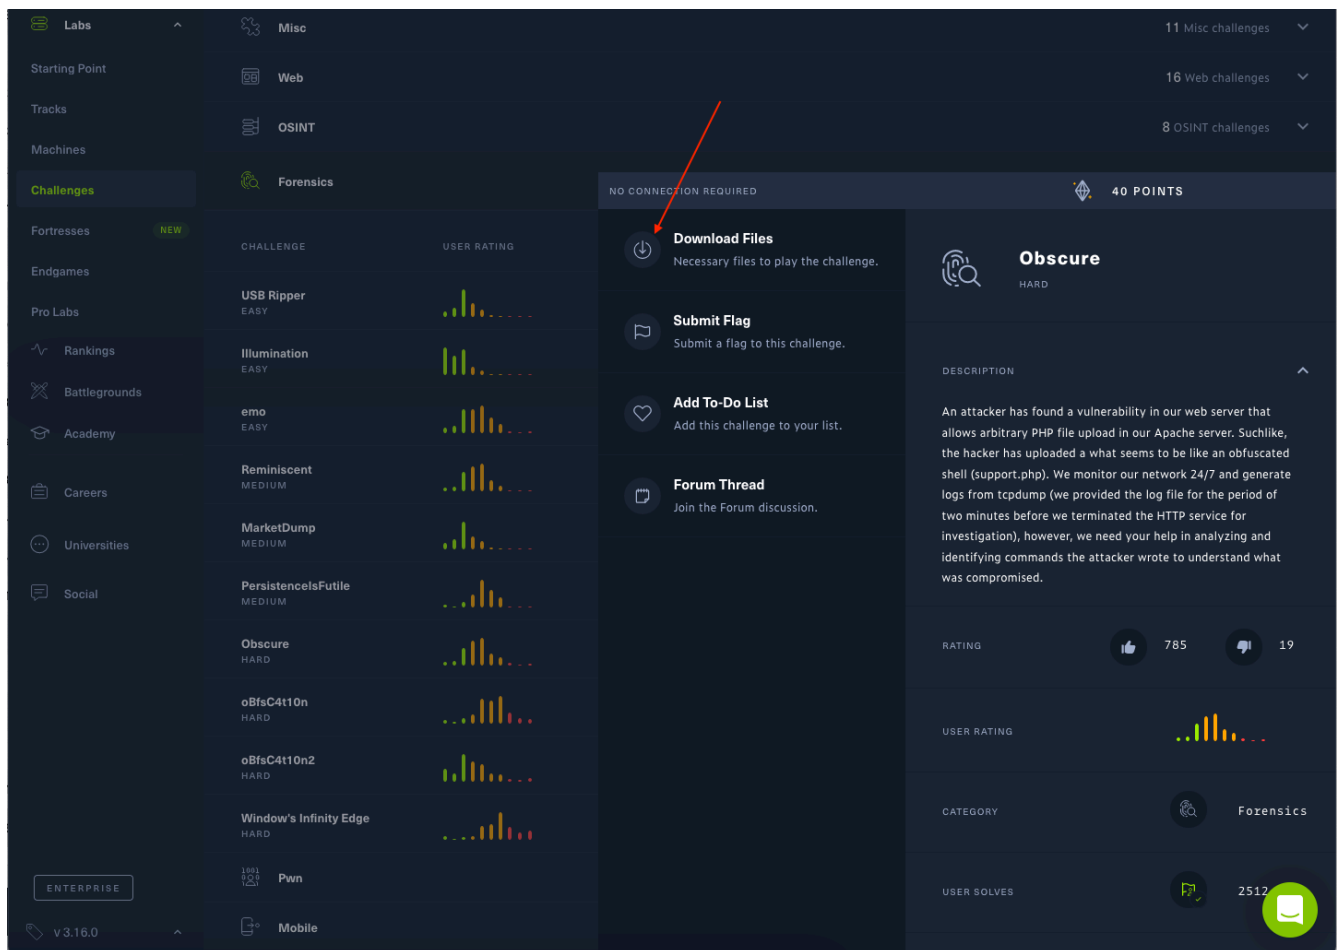 Labs
Starting Point
Tracks
Machines
Challenges
Fortresses NEW
Endgames
Pro Labs
Rankings
Battlegrounds
Academy
Careers
Universities
Social
ENTERPRISE
v 3.16.0
Misc 11 Misc challenges
Web 16 Web challenges
OSINT 8 OSINT challenges
Forensics
CHALLENGE USER RATING
USB Ripper
EASY
Illumination
EASY
emo
EASY
Reminiscent
MEDIUM
MarketDump
MEDIUM
PersistenceIsFutile
MEDIUM
Obscure
HARD
oBfsC4t10n
HARD
oBfsC4t10n2
HARD
Window's Infinity Edge
HARD
Pwn
Mobile
NO CONNECTION REQUIRED 40 POINTS
Download Files
Necessary files to play the challenge.
Submit Flag
Submit a flag to this challenge.
Add To-Do List
Add this challenge to your list.
Forum Thread
Join the Forum discussion.
Obscure
HARD
DESCRIPTION
An attacker has found a vulnerability in our web server that
allows arbitrary PHP file upload in our Apache server. Suchlike,
the hacker has uploaded a what seems to be like an obfuscated
shell (support.php). We monitor our network 24/7 and generate
logs from tcpdump (we provided the log file for the period of
two minutes before we terminated the HTTP service for
investigation), however, we need your help in analyzing and
identifying commands the attacker wrote to understand what
was compromised.
RATING 785 19
USER RATING
CATEGORY Forensics
USER SOLVES 2512